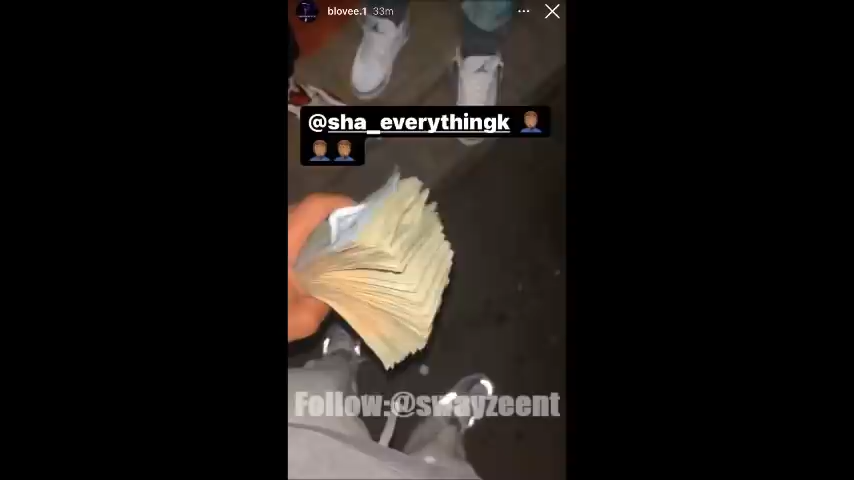 blovee.1 33m
@sha_everythingk 🤦🏽‍♂️
🤦🏽‍♂️🤦🏽‍♂️
Follow:@swayzeent